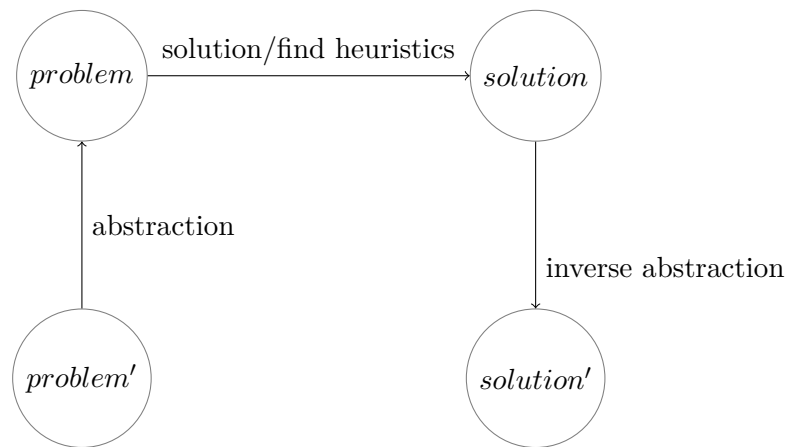 problem
solution/find heuristics
solution
abstraction
inverse abstraction
problem′
solution′